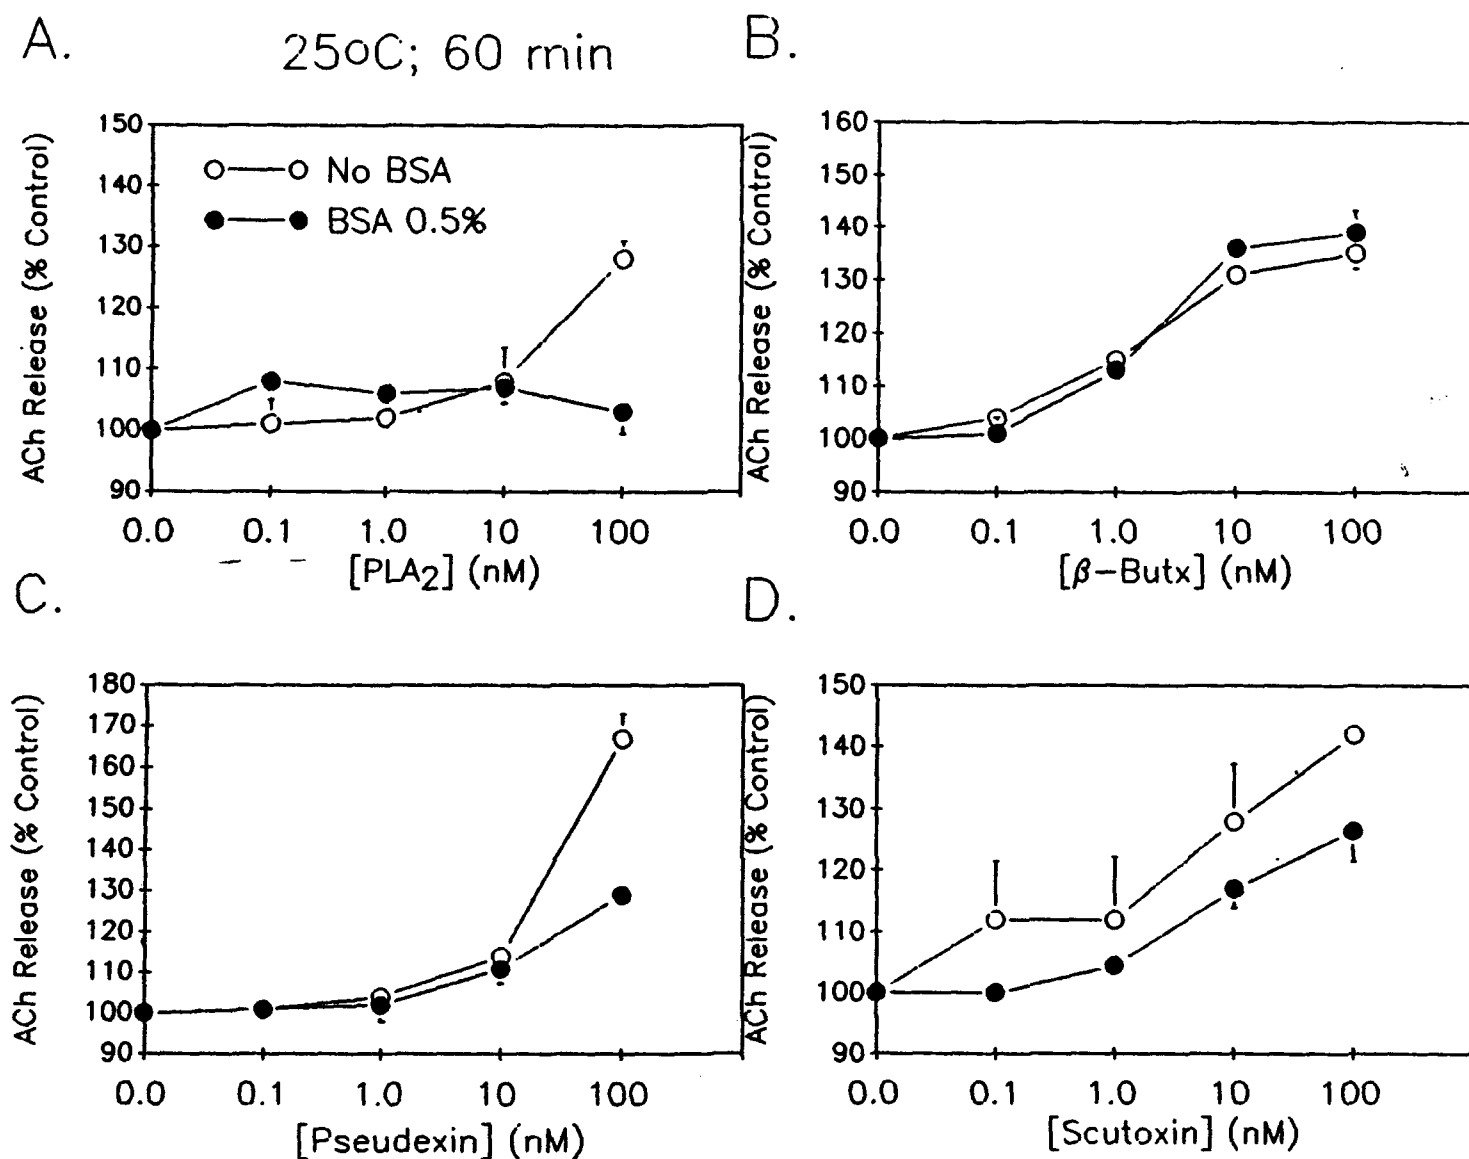 A.
25oC; 60 min
B.
ACh Release (% Control)
150
140
130
120
110
100
90
No BSA
BSA 0.5%
0.0 0.1 1.0 10 100
[PLA2] (nM)
ACh Release (% Control)
160
150
140
130
120
110
100
90
0.0 0.1 1.0 10 100
[β-Butx] (nM)
C.
D.
ACh Release (% Control)
180
170
160
150
140
130
120
110
100
90
0.0 0.1 1.0 10 100
[Pseudexin] (nM)
ACh Release (% Control)
150
140
130
120
110
100
90
0.0 0.1 1.0 10 100
[Scutoxin] (nM)